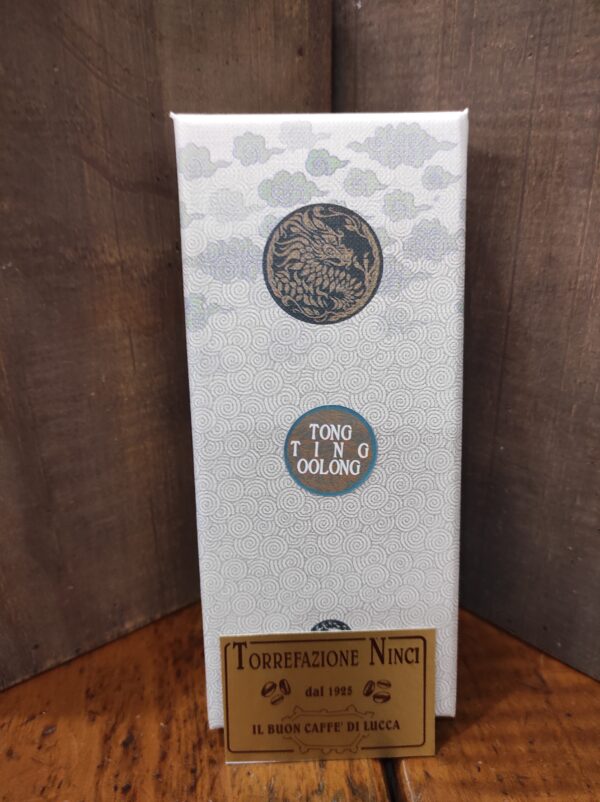 TONG
TING
OOLONG
TORREFAZIONE NINCI
dal 1925
IL BUON CAFFE' DI LUCCA